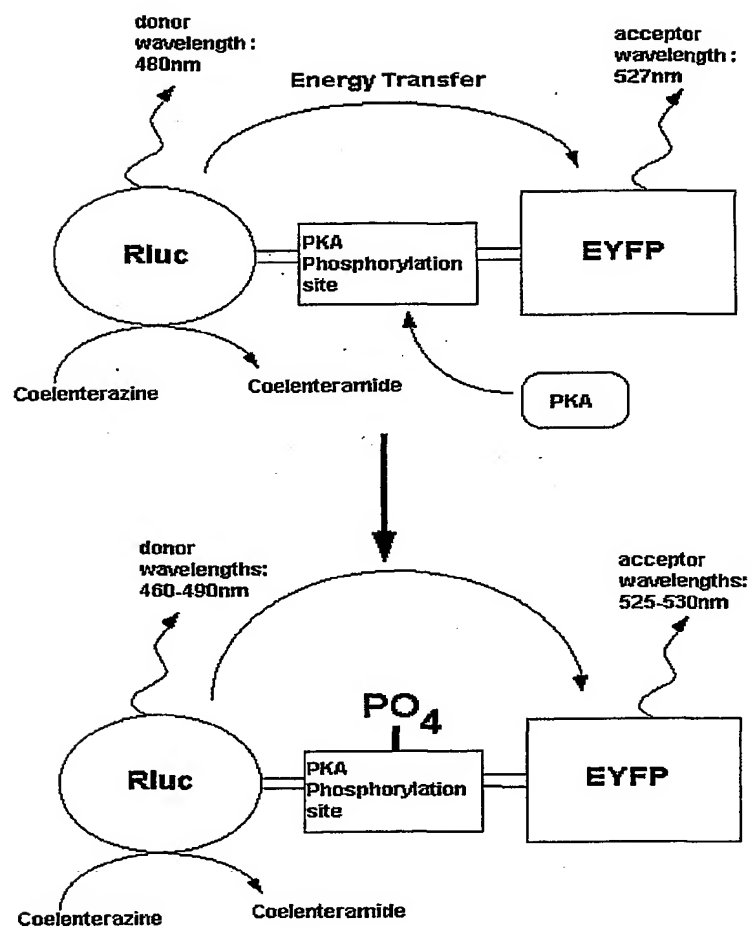 donor
wavelength:
480nm
acceptor
wavelength:
527nm
Energy Transfer
Rluc
PKA
Phosphorylation
site
EYFP
Coelenterazine
Coelenteramide
PKA
donor
wavelengths:
460-490nm
acceptor
wavelengths:
525-530nm
PO4
Rluc
PKA
Phosphorylation
site
EYFP
Coelenterazine
Coelenteramide